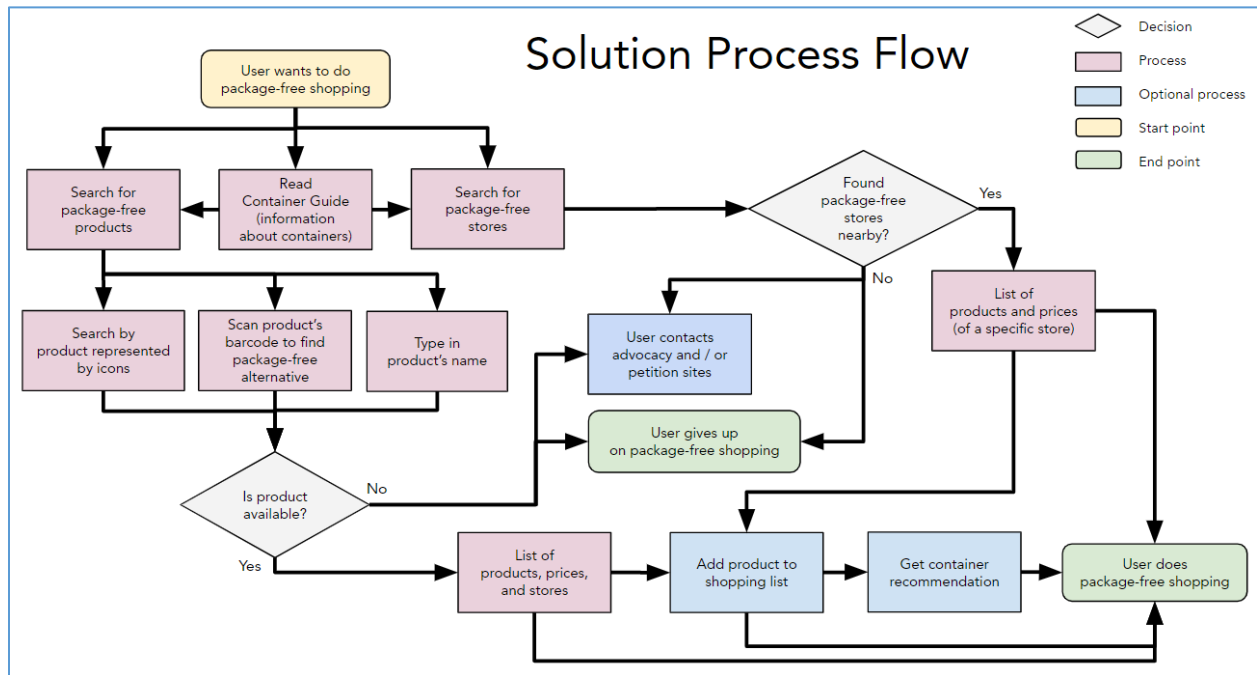 Solution Process Flow
Decision
Process
Optional process
Start point
End point
User wants to do
package-free shopping
Search for
package-free
products
Read
Container Guide
(information
about containers)
Search for
package-free
stores
Found
package-free
stores
nearby?
Yes
No
List of
products and prices
(of a specific store)
Search by
product represented
by icons
Scan product's
barcode to find
package-free
alternative
Type in
product's name
User contacts
advocacy and / or
petition sites
User gives up
on package-free shopping
Is product
available?
No
Yes
List of
products, prices,
and stores
Add product to
shopping list
Get container
recommendation
User does
package-free shopping